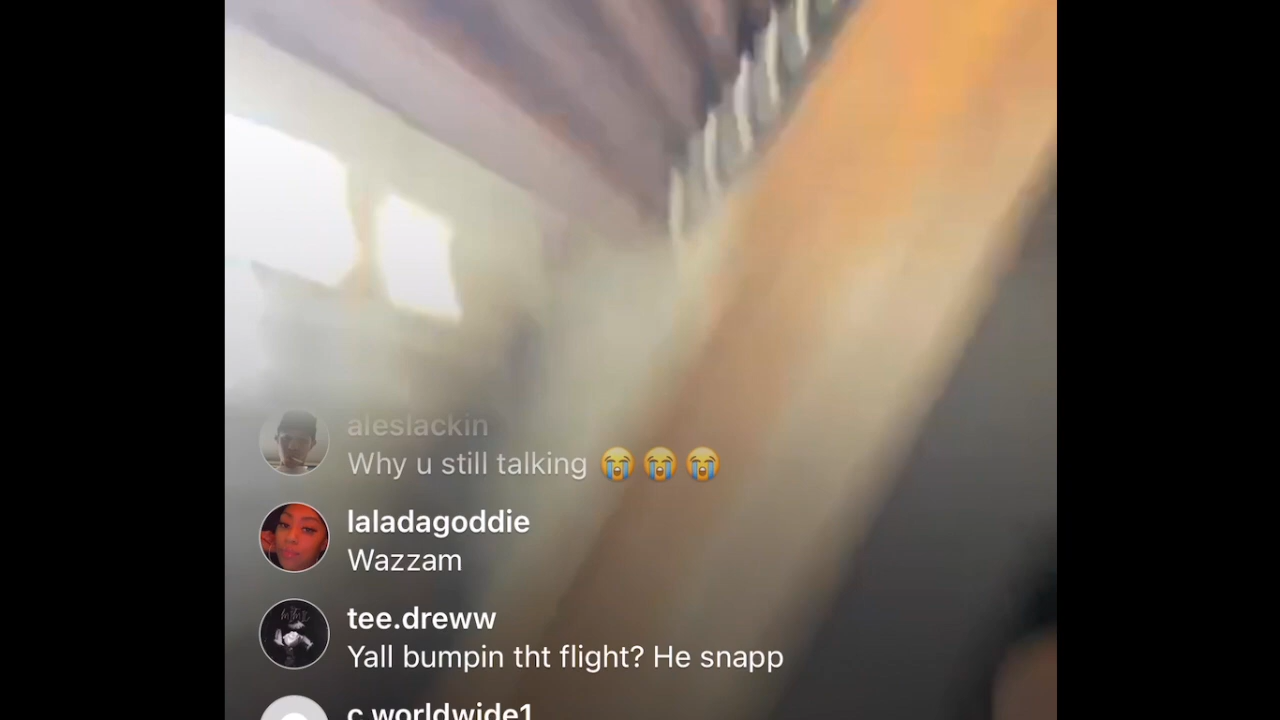 aleslackin
Why u still talking 😭😭😭
laladagoddie
Wazzam
tee.dreww
Yall bumpin tht flight? He snapp
c.worldwide1